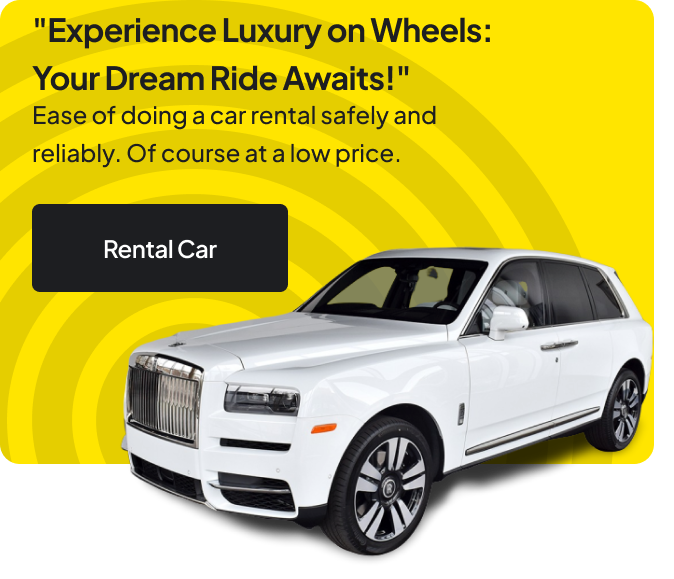 "Experience Luxury on Wheels:
Your Dream Ride Awaits!"
Ease of doing a car rental safely and
reliably. Of course at a low price.
Rental Car